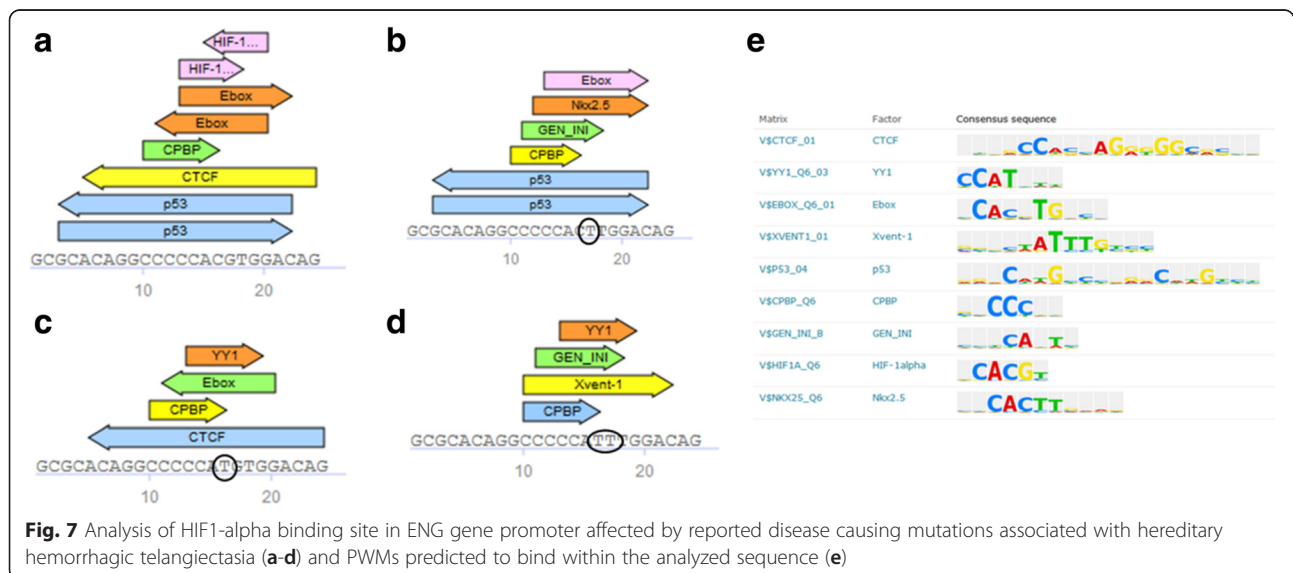 a
HIF-1...
HIF-1...
Ebox
Ebox
CPBP
CTCF
p53
p53
GCGCACAGGCCCCCACGTGGACAG
10 20
b
Ebox
Nkx2.5
GEN_INI
CPBP
p53
p53
GCGCACAGGCCCCCACTTGGACAG
10 20
c
YY1
Ebox
CPBP
CTCF
GCGCACAGGCCCCCATGTGGACAG
10 20
d
YY1
GEN_INI
Xvent-1
CPBP
GCGCACAGGCCCCCATTTGGACAG
10 20
e
Matrix Factor Consensus sequence
V$CTCF_01 CTCF
V$YY1_Q6_03 YY1 CCAT
V$EBOX_Q6_01 Ebox CAC TG
V$XVENT1_01 Xvent-1 ATTTG
V$P53_04 p53
V$CPBP_Q6 CPBP CCC
V$GEN_INI_B GEN_INI CA T
V$HIF1A_Q6 HIF-1alpha CACGT
V$NKX25_Q6 Nkx2.5 CACTT
Fig. 7 Analysis of HIF1-alpha binding site in ENG gene promoter affected by reported disease causing mutations associated with hereditary
hemorrhagic telangiectasia (a-d) and PWMs predicted to bind within the analyzed sequence (e)